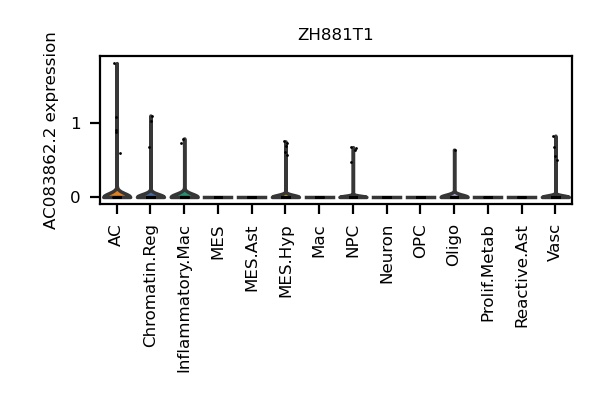 ZH881T1
AC083862.2 expression
1
0
AC
Chromatin.Reg
Inflammatory.Mac
MES
MES.Ast
MES.Hyp
Mac
NPC
Neuron
OPC
Oligo
Prolif.Metab
Reactive.Ast
Vasc